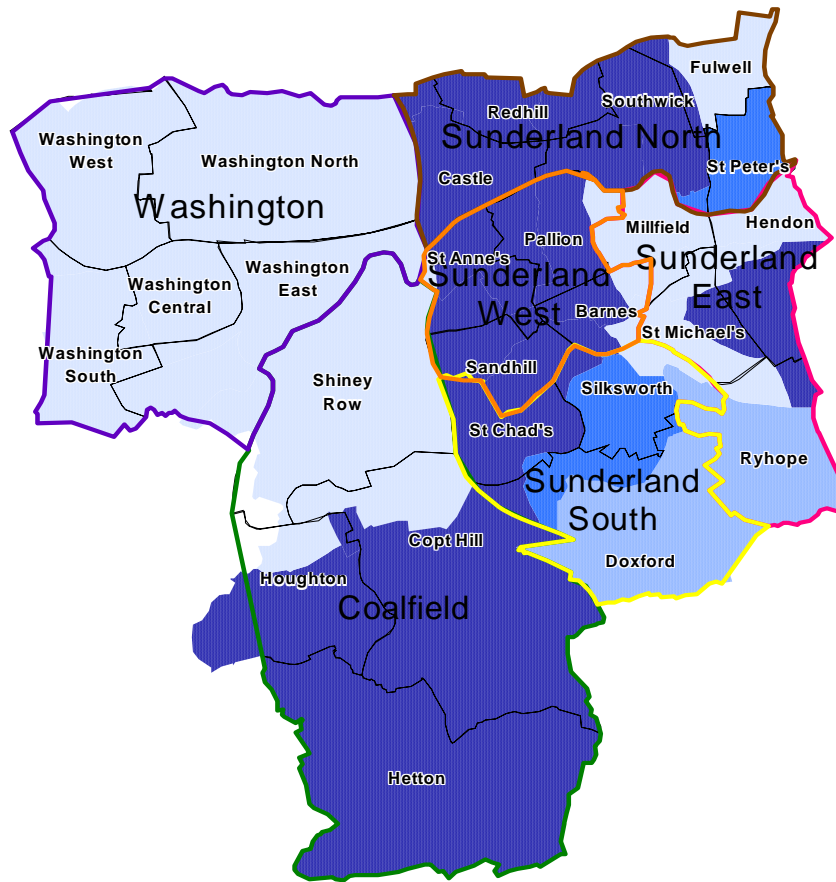 Fulwell
Redhill
Southwick
Sunderland North
Washington
West
Washington North
St Peter's
Castle
Washington
Millfield
Hendon
Pallion
St Anne's
Sunderland
West
Sunderland
East
Washington
East
Washington
Central
Barnes
St Michael's
Washington
South
Sandhill
Shiney
Row
Silksworth
St Chad's
Ryhope
Sunderland
South
Copt Hill
Doxford
Houghton
Coalfield
Hetton